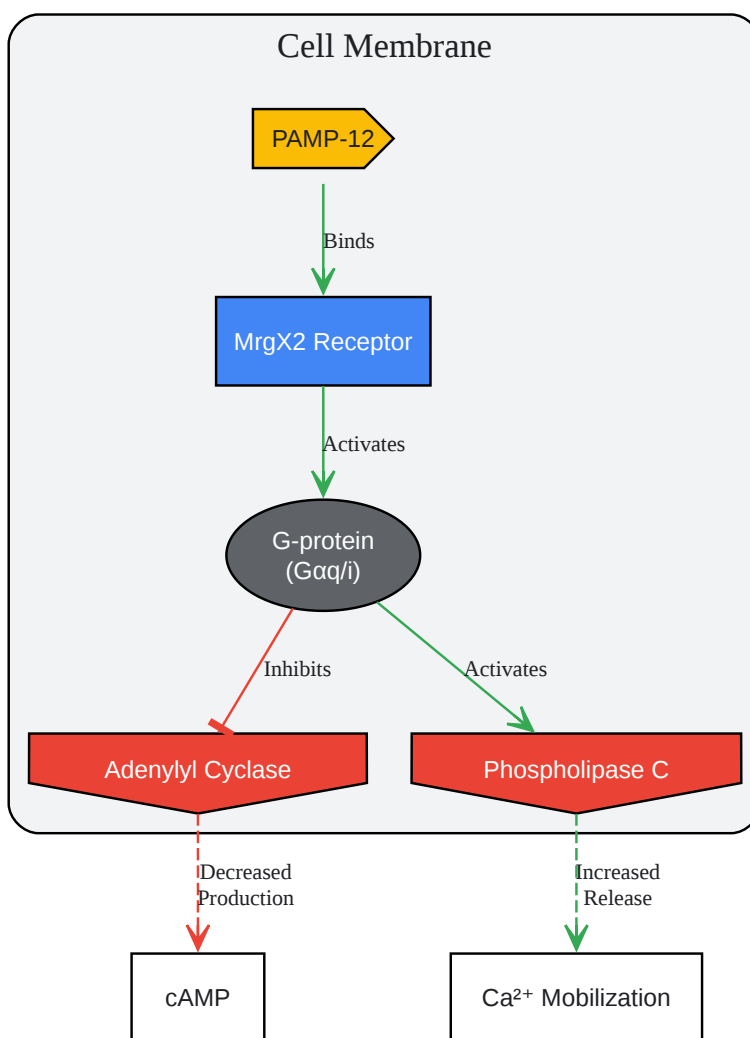 Cell Membrane
PAMP-12
Binds
MrgX2 Receptor
Activates
G-protein
(Gαq/i)
Inhibits
Activates
Adenylyl Cyclase
Phospholipase C
Decreased
Production
Increased
Release
cAMP
Ca²⁺ Mobilization